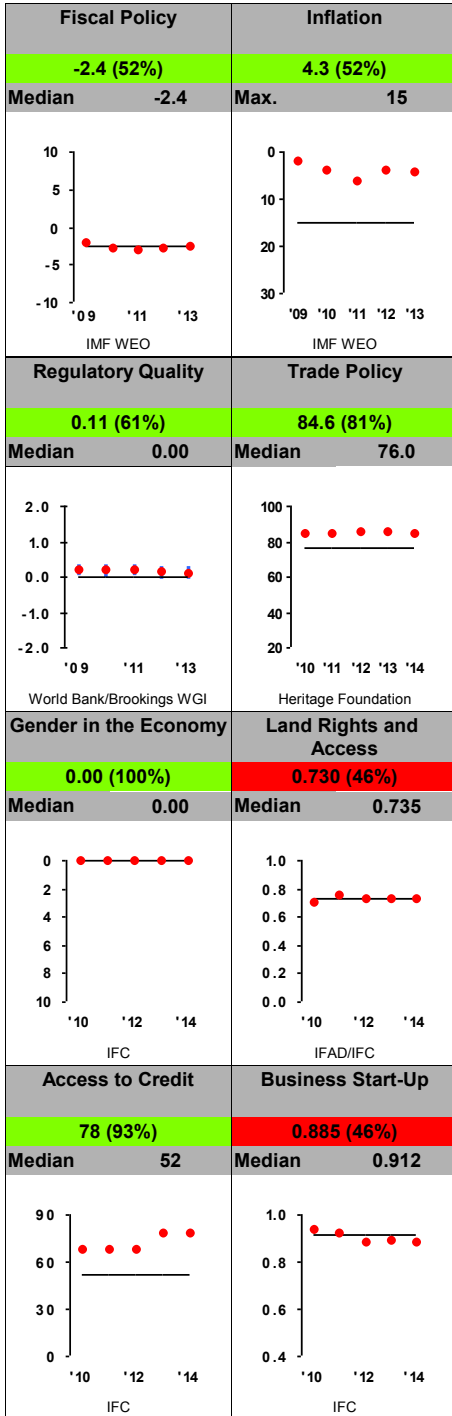 Fiscal Policy
-2.4 (52%)
Median -2.4
10
5
0
-5
-10
'09 '11 '13
IMF WEO
Inflation
4.3 (52%)
Max. 15
0
10
20
30
'09 '10 '11 '12 '13
IMF WEO
Regulatory Quality
0.11 (61%)
Median 0.00
2.0
1.0
0.0
-1.0
-2.0
'09 '11 '13
World Bank/Brookings WGI
Trade Policy
84.6 (81%)
Median 76.0
100
80
60
40
20
'10 '11 '12 '13 '14
Heritage Foundation
Gender in the Economy
0.00 (100%)
Median 0.00
0
2
4
6
8
10
'10 '12 '14
IFC
Land Rights and
Access
0.730 (46%)
Median 0.735
1.0
0.8
0.6
0.4
0.2
0.0
'10 '12 '14
IFAD/IFC
Access to Credit
78 (93%)
Median 52
90
60
30
0
'10 '12 '14
IFC
Business Start-Up
0.885 (46%)
Median 0.912
1.0
0.8
0.6
0.4
'10 '12 '14
IFC